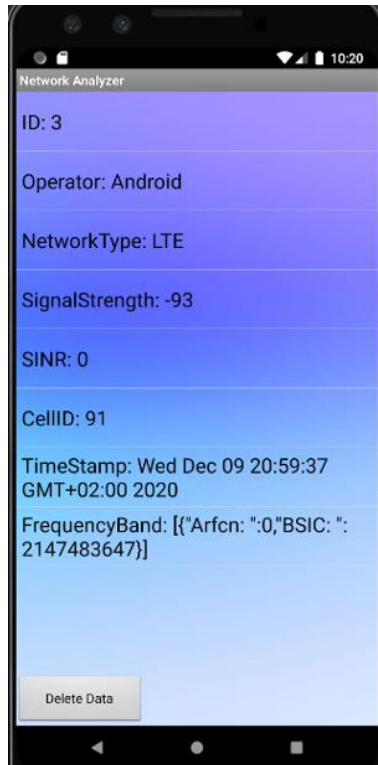 10:20
Network Analyzer
ID: 3
Operator: Android
NetworkType: LTE
SignalStrength: -93
SINR: 0
CellID: 91
TimeStamp: Wed Dec 09 20:59:37
GMT+02:00 2020
FrequencyBand: [{"Arfcn: ":0,"BSIC: ":
2147483647}]
Delete Data